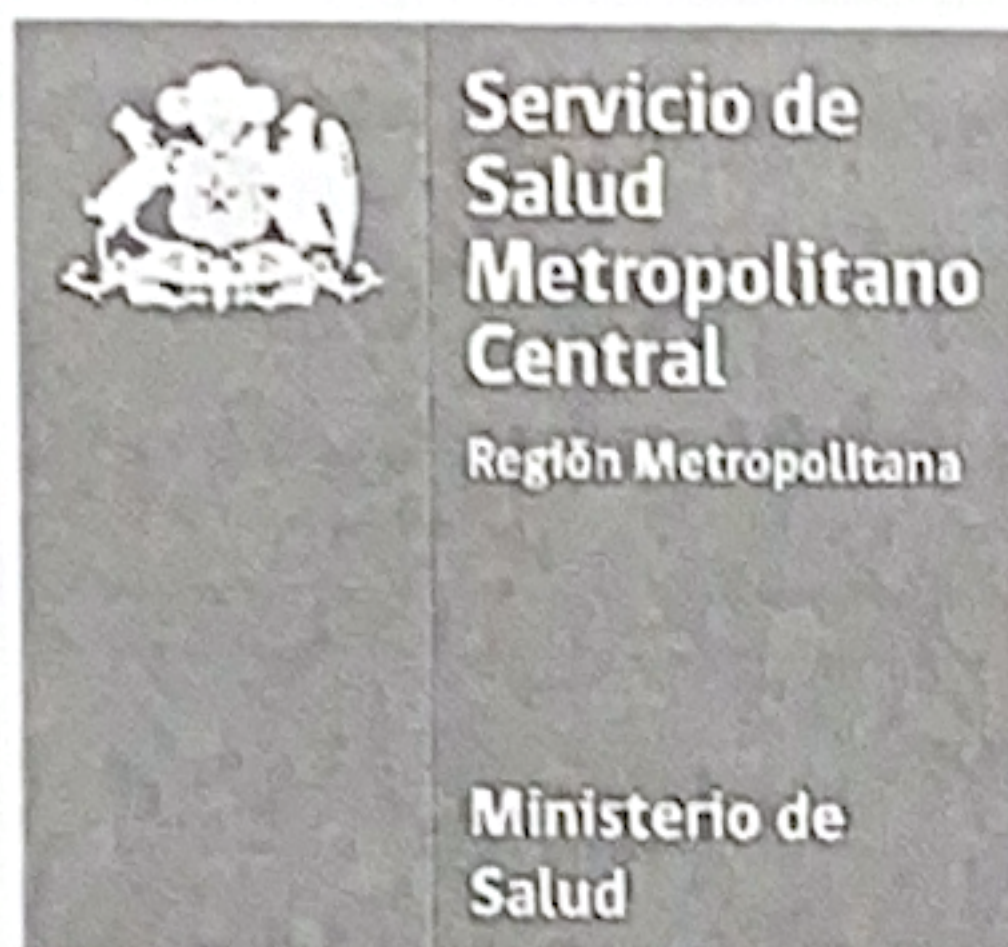 Servicio de
Salud
Metropolitano
Central
Región Metropolitana
Ministerio de
Salud